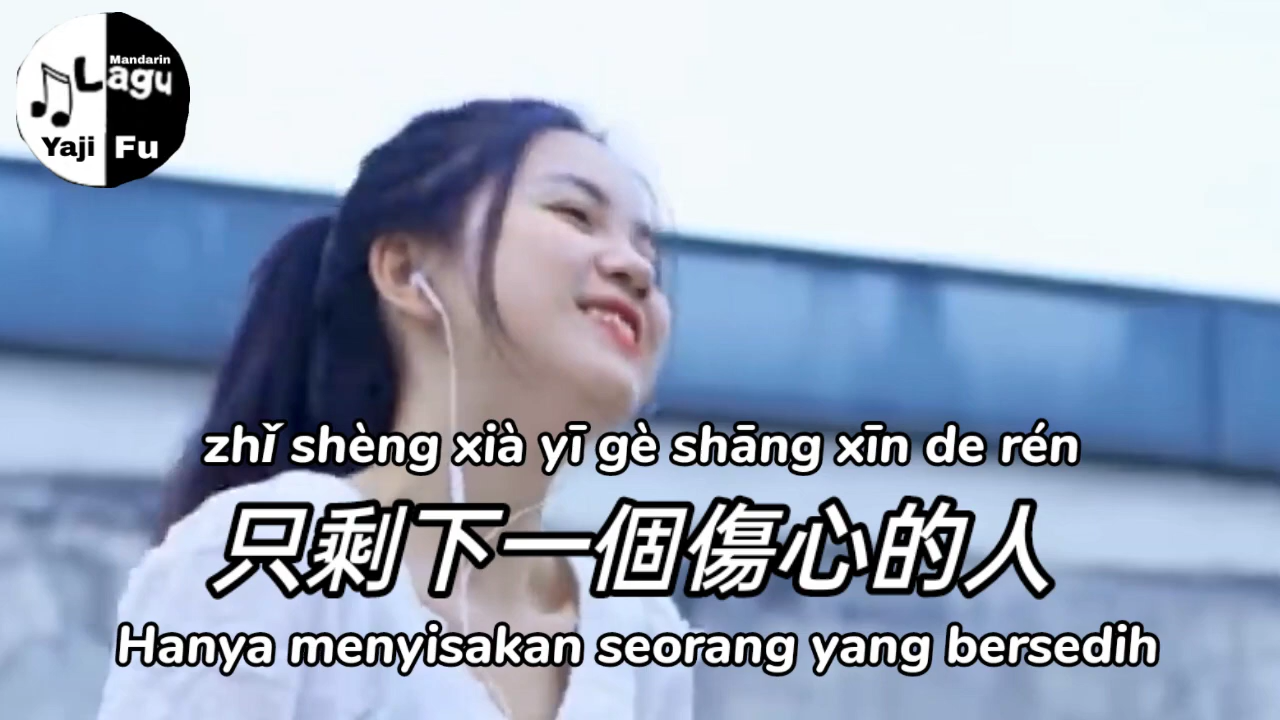 Mandarin
Lagu
Yaji Fu
zhǐ shèng xià yī gè shāng xīn de rén
只剩下一個傷心的人
Hanya menyisakan seorang yang bersedih